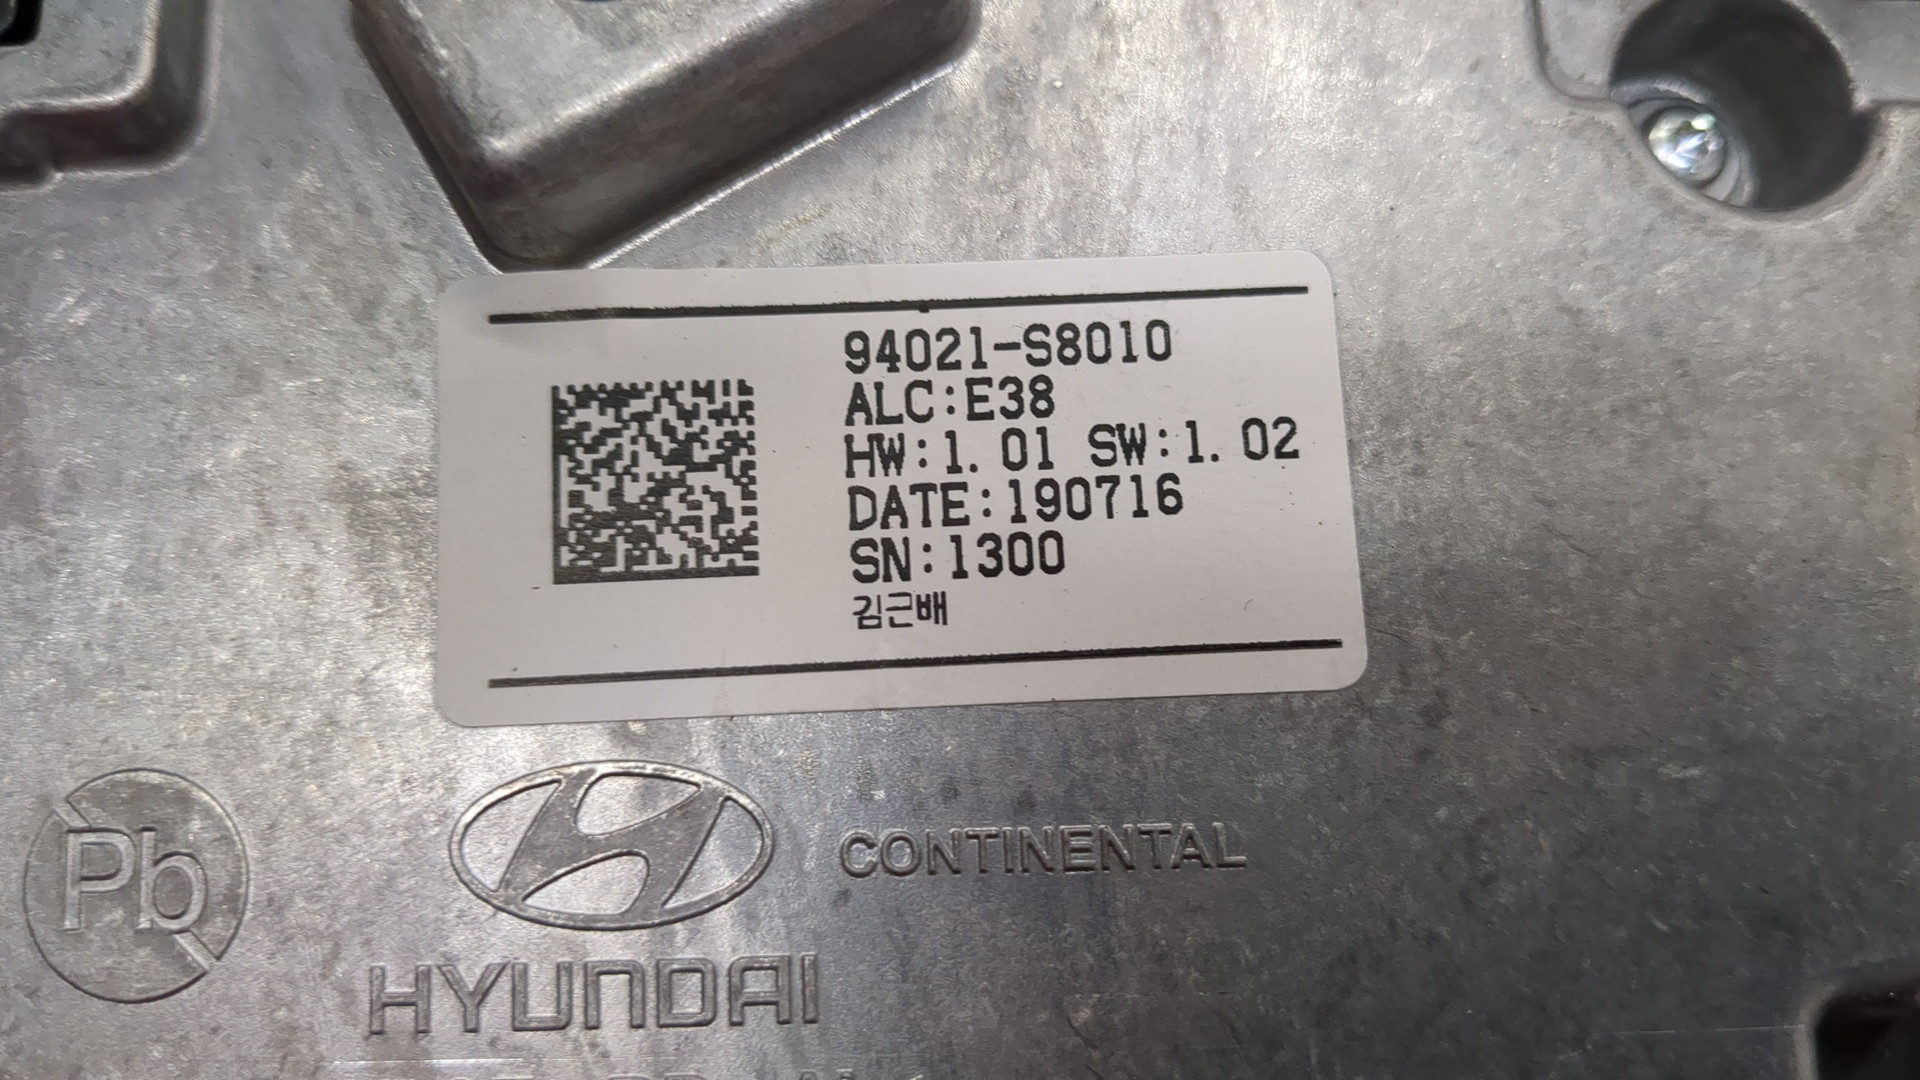 94021-S8010
ALC:E38
HW:1.01 SW:1.02
DATE:190716
SN:1300
김근배
Pb
CONTINENTAL
HYUNDAI